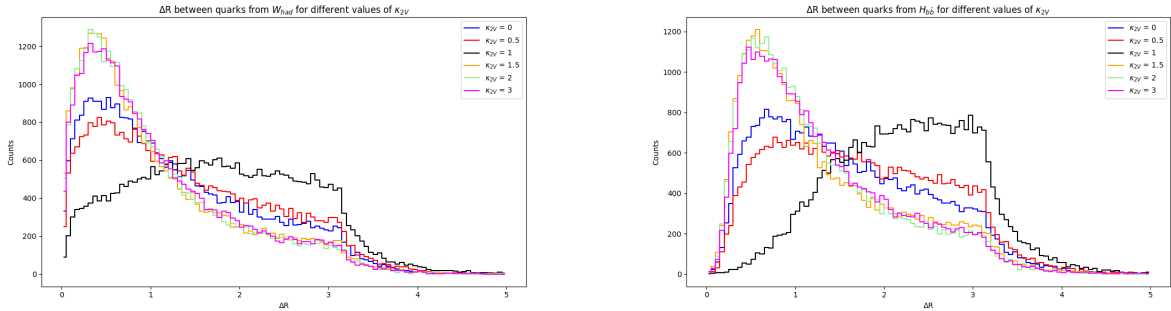 ΔR between quarks from W_had for different values of κ_2V
κ_2V = 0
κ_2V = 0.5
κ_2V = 1
κ_2V = 1.5
κ_2V = 2
κ_2V = 3
Counts
1200
1000
800
600
400
200
0
0 1 2 3 4 5
ΔR
ΔR between quarks from H_bb̄ for different values of κ_2V
κ_2V = 0
κ_2V = 0.5
κ_2V = 1
κ_2V = 1.5
κ_2V = 2
κ_2V = 3
Counts
1200
1000
800
600
400
200
0
0 1 2 3 4 5
ΔR